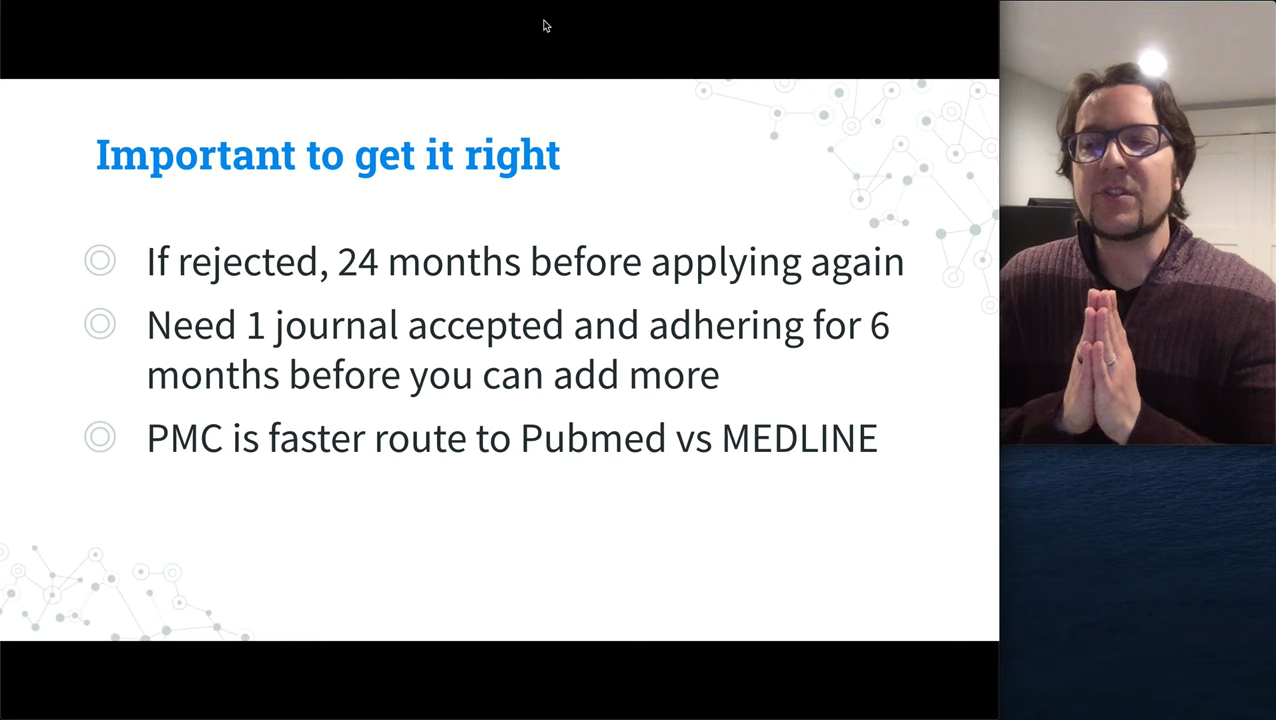 Important to get it right
If rejected, 24 months before applying again
Need 1 journal accepted and adhering for 6
months before you can add more
PMC is faster route to Pubmed vs MEDLINE